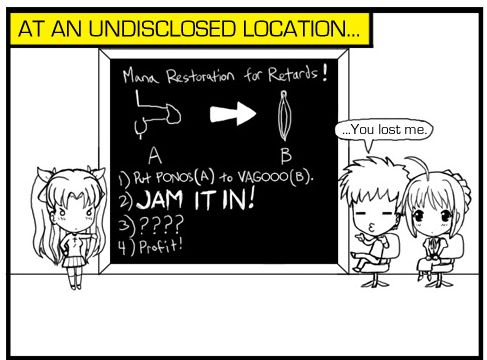 AT AN UNDISCLOSED LOCATION...
Mana Restoration for Retards!
A
B
...You lost me.
1) Put PONOS(A) to VAGOOO(B).
2) JAM IT IN!
3) ????
4) Profit!